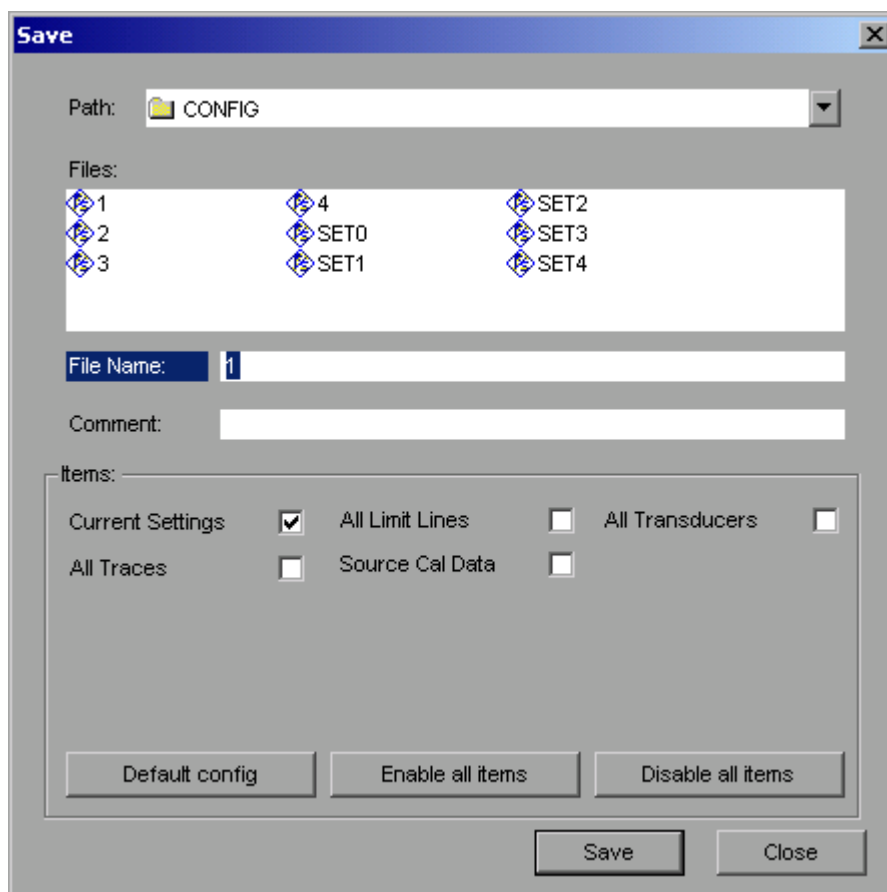 Save
Path: CONFIG
Files:
1 4 SET2
2 SET0 SET3
3 SET1 SET4
File Name: 1
Comment:
Items:
Current Settings All Limit Lines All Transducers
All Traces Source Cal Data
Default config Enable all items Disable all items
Save Close